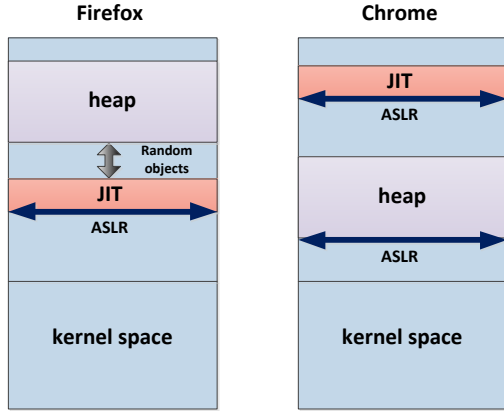 Firefox
heap
Random
objects
JIT
ASLR
kernel space
Chrome
JIT
ASLR
heap
ASLR
kernel space